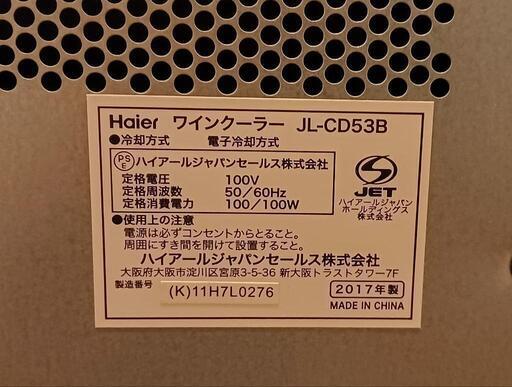 Haier ワインクーラー JL-CD53B
●冷却方式 電子冷却方式
PSE ハイアールジャパンセールス株式会社
定格電圧 100V
定格周波数 50/60Hz
定格消費電力 100/100W
S JET
ハイアールジャパン
ホールディングス
株式会社
●使用上の注意
電源は必ずコンセントからとること。
周囲にすき間を開けて設置すること。
ハイアールジャパンセールス株式会社
大阪府大阪市淀川区宮原3-5-36 新大阪トラストタワー7F
製造番号 (K)11H7L0276
2017年製
MADE IN CHINA